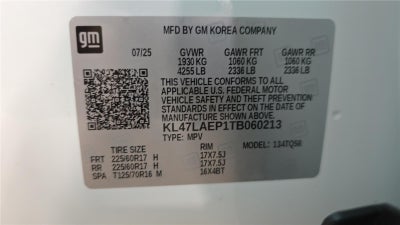 gm
MFD BY GM KOREA COMPANY
07/25 GVWR GAWR FRT GAWR RR
1930 KG 1060 KG 1060 KG
4255 LB 2336 LB 2336 LB
THIS VEHICLE CONFORMS TO ALL
APPLICABLE U.S. FEDERAL MOTOR
VEHICLE SAFETY AND BUMPER
STANDARDS IN EFFECT ON THE DATE OF
MANUFACTURE SHOWN ABOVE.
KL47LAEP1TB060213
TYPE: MPV MODEL: 1J4TQ56
TIRE SIZE RIM
FRT 225/60R17 H 17X7.5J
RR 225/60R17 H 17X7.5J
SPA T125/70R16 M 16X4BT